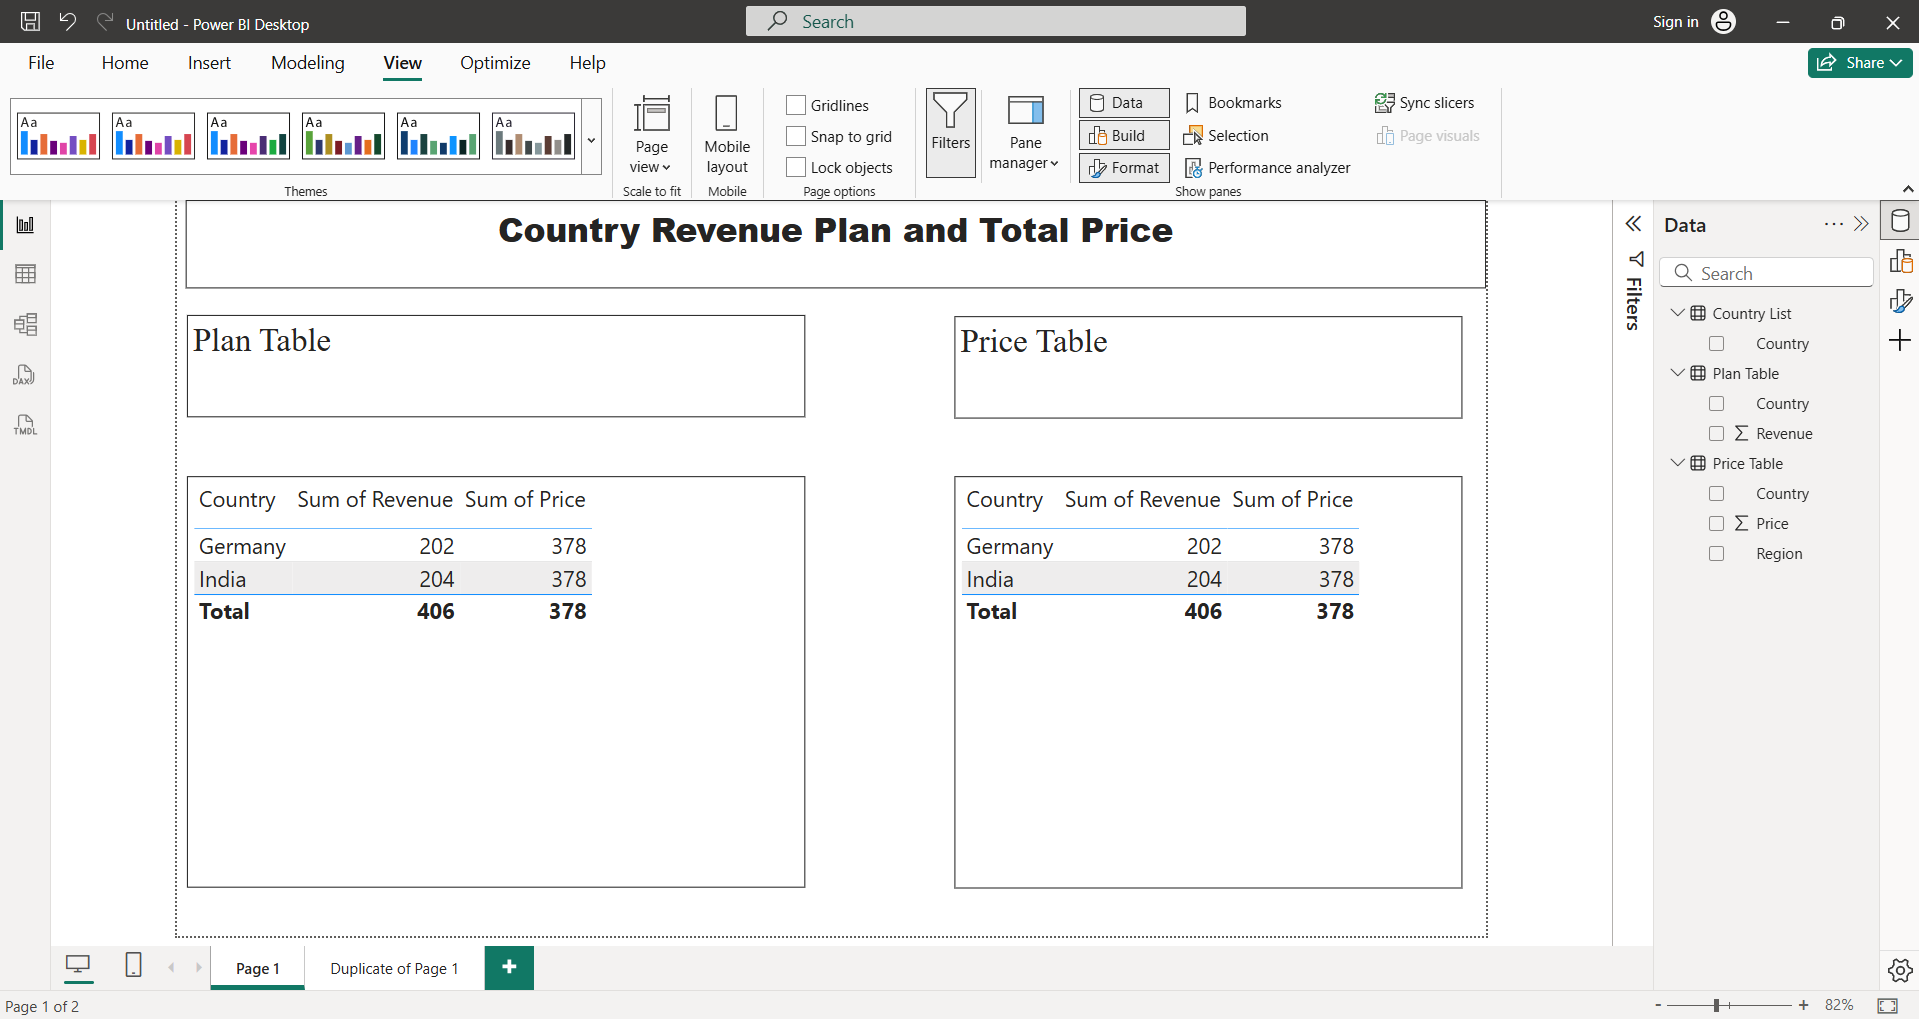 Untitled - Power BI Desktop
Search
Sign in
File Home Insert Modeling View Optimize Help
Share
Aa Aa Aa Aa Aa Aa
Themes
Page view
Scale to fit
Mobile layout
Mobile
Gridlines
Snap to grid
Lock objects
Page options
Filters
Pane manager
Data
Build
Format
Bookmarks
Selection
Performance analyzer
Sync slicers
Page visuals
Show panes
DAX
TMDL
Country Revenue Plan and Total Price
Plan Table
Price Table
Country Sum of Revenue Sum of Price
Germany 202 378
India 204 378
Total 406 378
Country Sum of Revenue Sum of Price
Germany 202 378
India 204 378
Total 406 378
Filters
Data
Search
Country List
Country
Plan Table
Country
Revenue
Price Table
Country
Price
Region
Page 1
Duplicate of Page 1
Page 1 of 2
82%